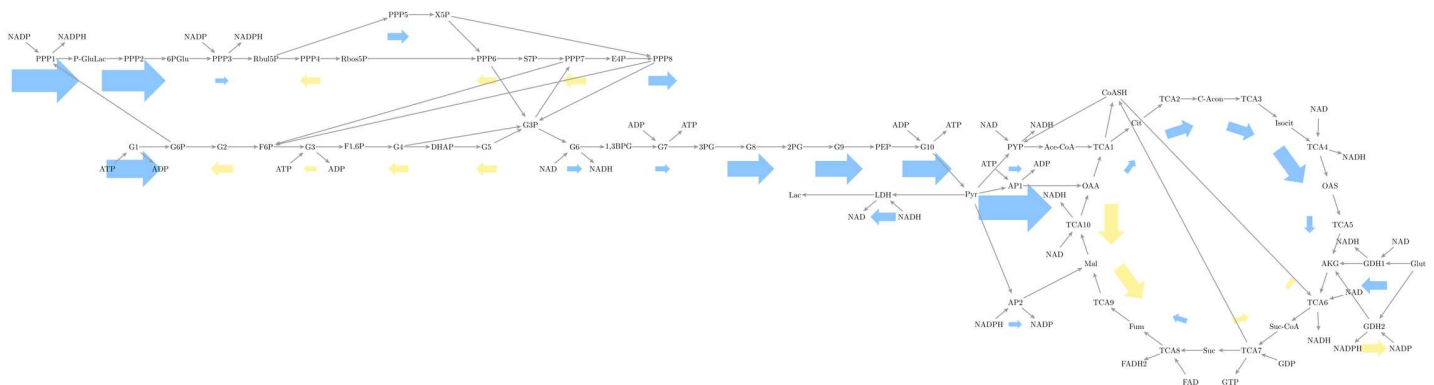 PPP5 X5P
NADP NADPH NADP NADPH
PPP1 P-GluLac PPP2 6PGlu PPP3 Rbul5P PPP4 Rbos5P PPP6 S7P PPP7 E4P PPP8
CoASH
TCA2 C-Acon TCA3
NAD
Cit Isocit
G3P
ADP ATP ADP ATP NAD NADH
G1 G6P G2 F6P G3 F1,6P G4 DHAP G5 G6 1,3BPG G7 3PG G8 2PG G9 PEP G10 PYP Ace-CoA TCA1 TCA4
NADH
ATP ADP ATP ADP NAD NADH ATP ADP
AP1 OAA OAS
Lac LDH Pyr NADH
NAD NADH
TCA10 TCA5
NADH NAD
NAD
Mal AKG GDH1 Glut
NAD
AP2 TCA9 TCA6
NADPH NADP Fum Suc-CoA GDH2
NADH
NADPH NADP
TCA8 Suc TCA7
FADH2 GDP
FAD GTP